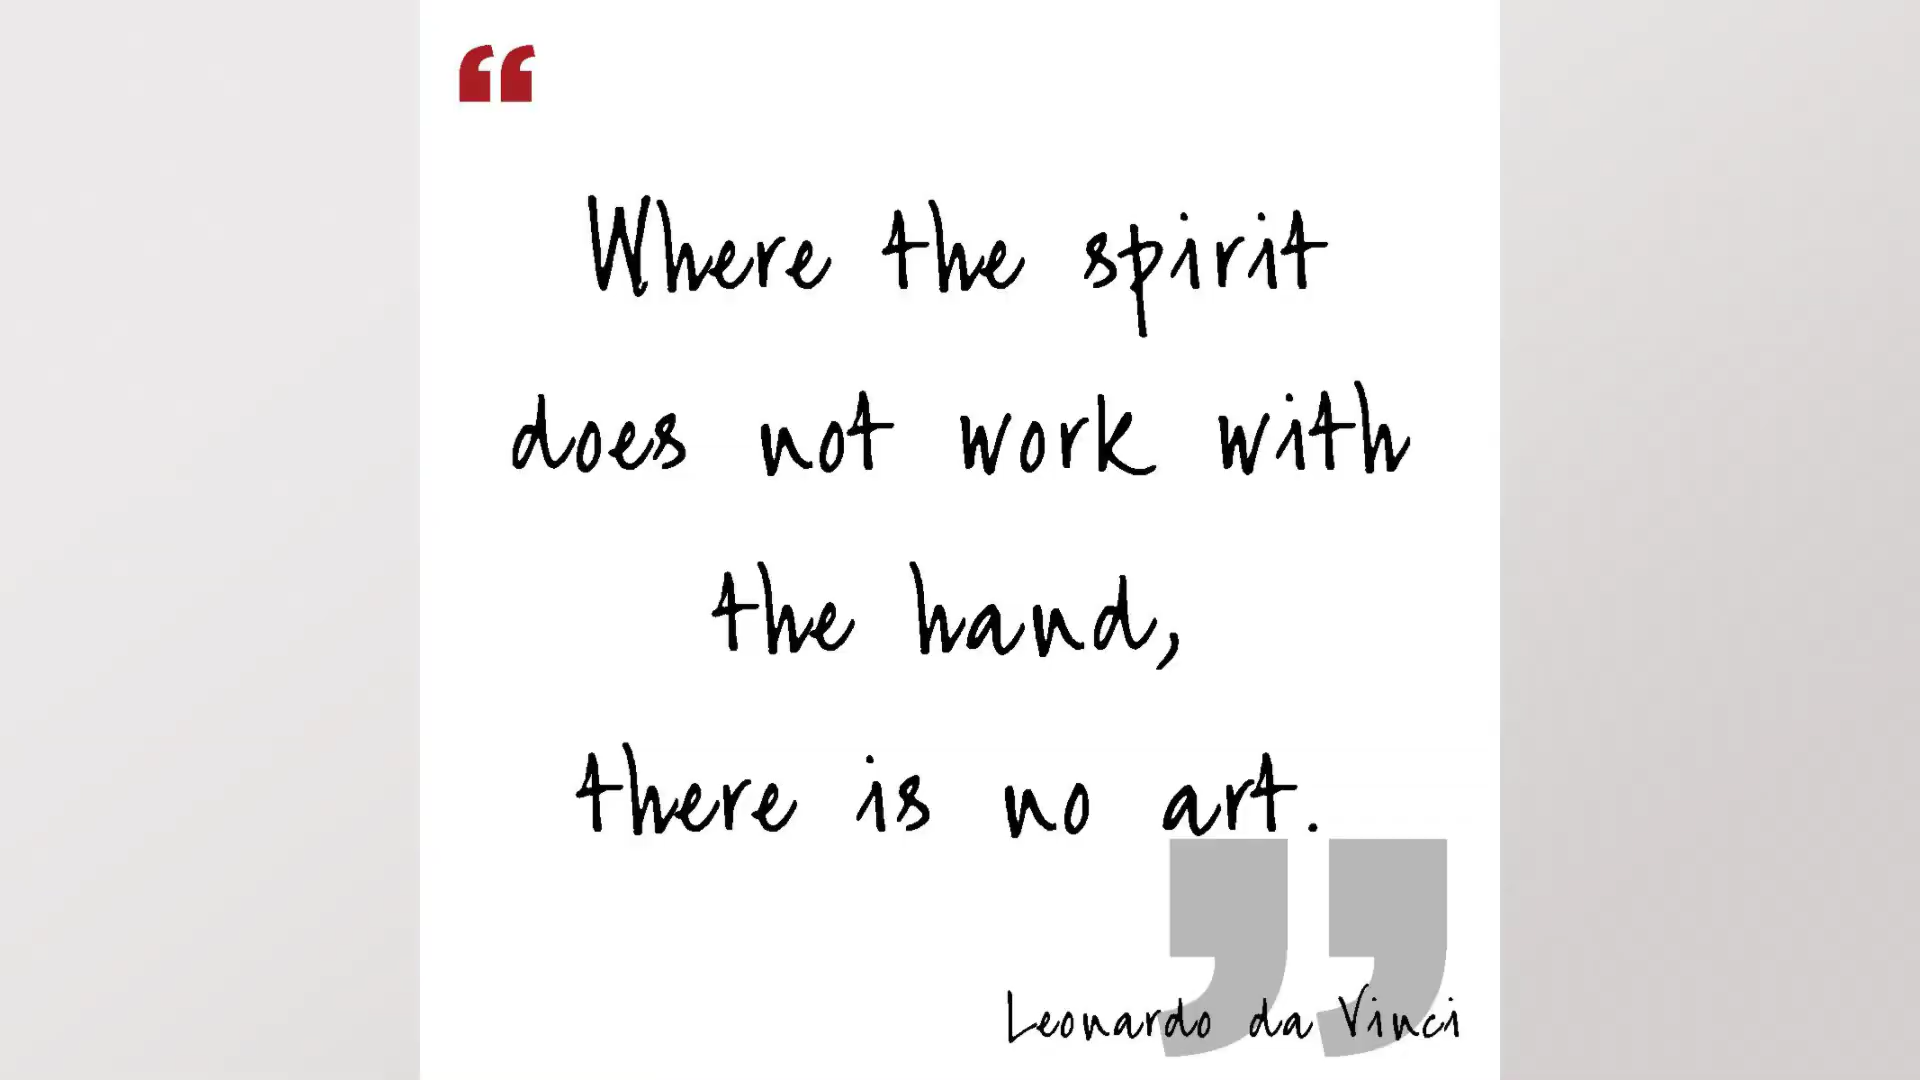 “
Where the spirit
does not work with
the hand,
there is no art.
”
Leonardo da Vinci